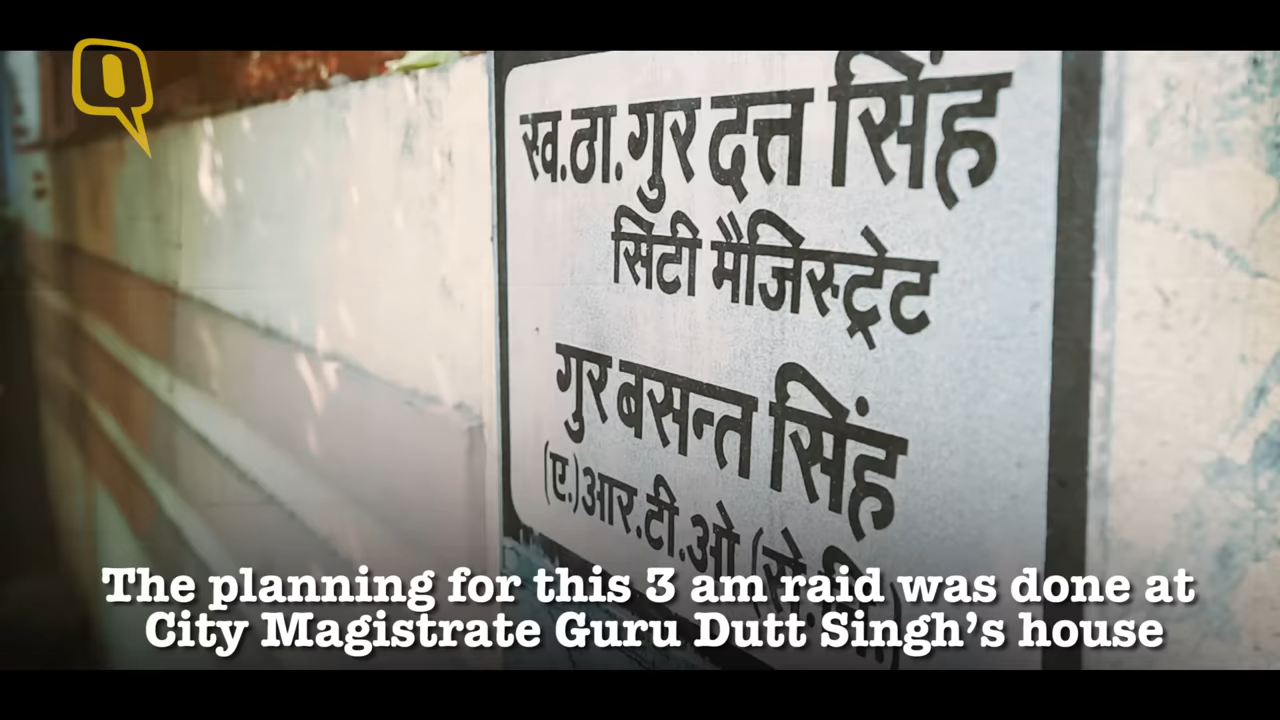 स्व.ठा.गुर दत्त सिंह
सिटी मैजिस्ट्रेट
गुर बसन्त सिंह
(ए.)आर.टी.ओ (से.नि.)
The planning for this 3 am raid was done at
City Magistrate Guru Dutt Singh's house